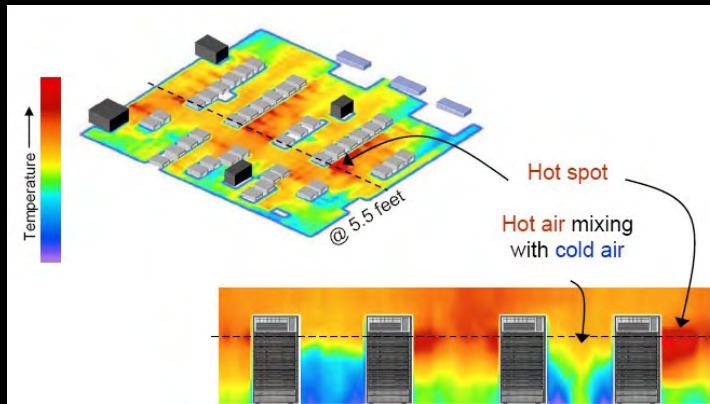 Temperature
@ 5.5 feet
Hot spot
Hot air mixing
with cold air